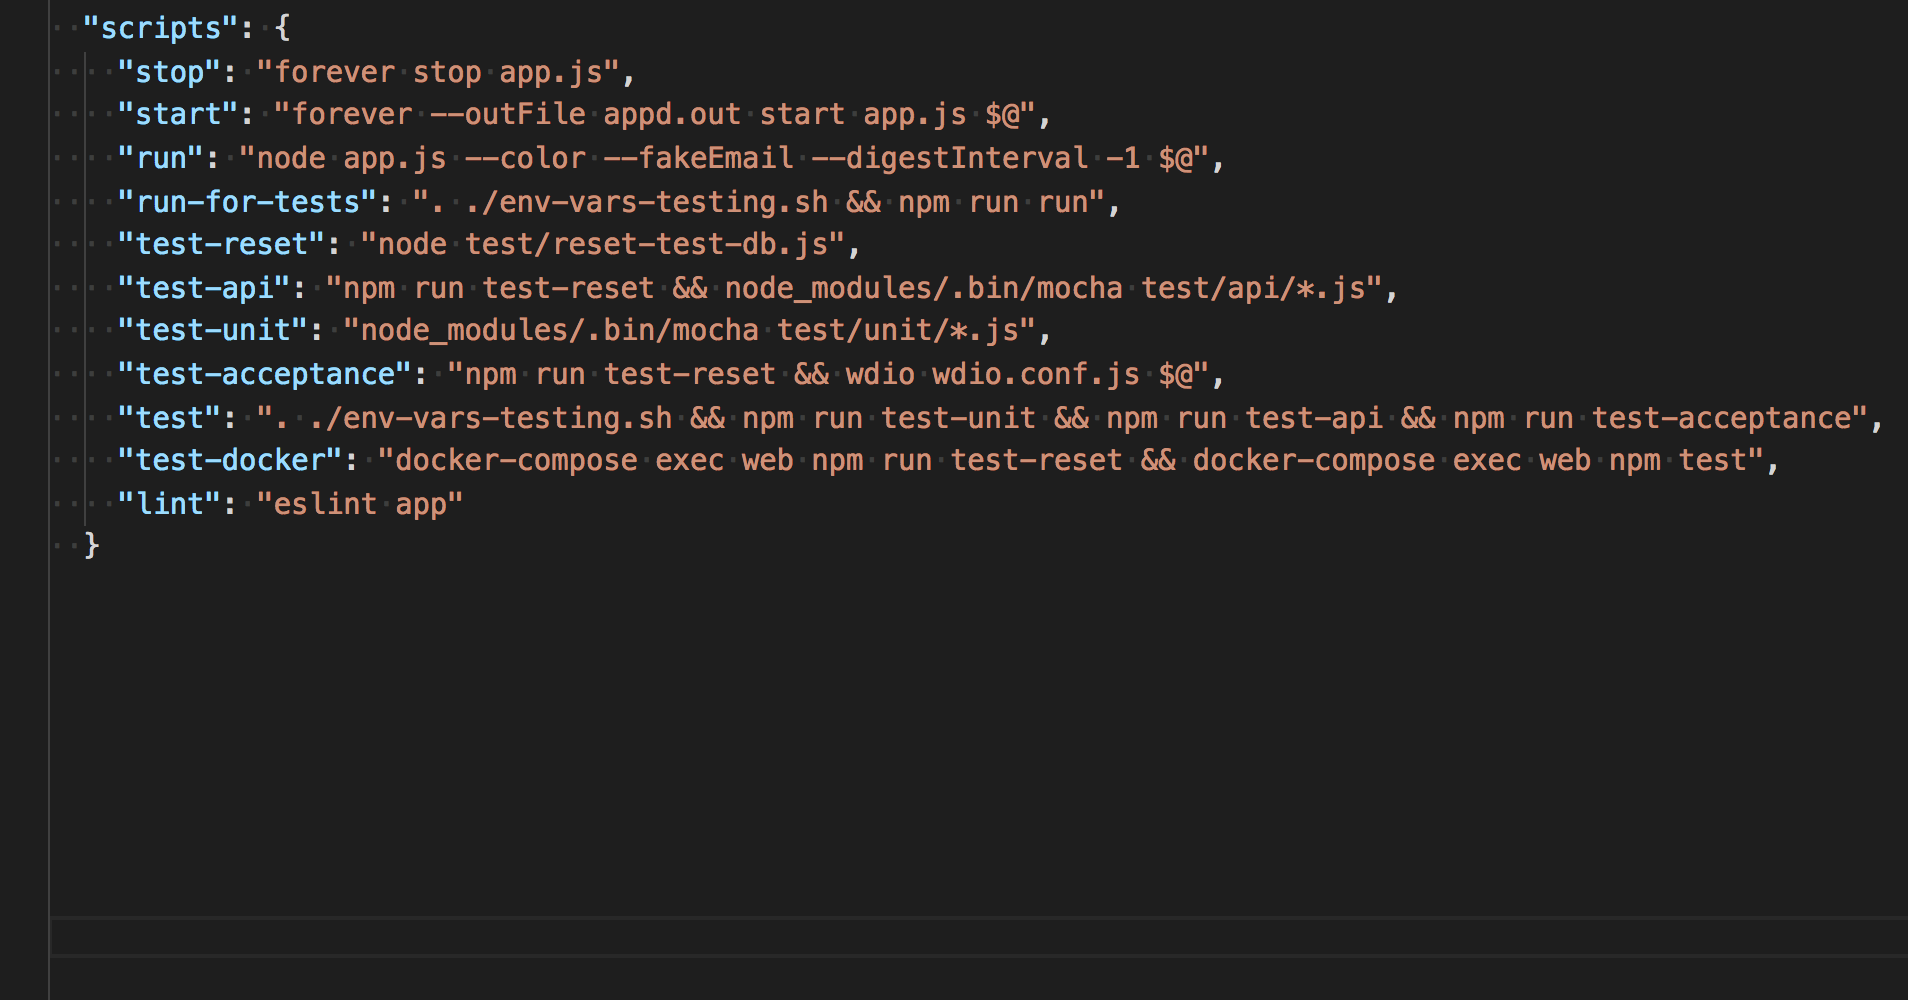 "scripts": {
"stop": "forever stop app.js",
"start": "forever --outFile appd.out start app.js $@",
"run": "node app.js --color --fakeEmail --digestInterval -1 $@",
"run-for-tests": ". ./env-vars-testing.sh && npm run run",
"test-reset": "node test/reset-test-db.js",
"test-api": "npm run test-reset && node_modules/.bin/mocha test/api/*.js",
"test-unit": "node_modules/.bin/mocha test/unit/*.js",
"test-acceptance": "npm run test-reset && wdio wdio.conf.js $@",
"test": ". ./env-vars-testing.sh && npm run test-unit && npm run test-api && npm run test-acceptance",
"test-docker": "docker-compose exec web npm run test-reset && docker-compose exec web npm test",
"lint": "eslint app"
}